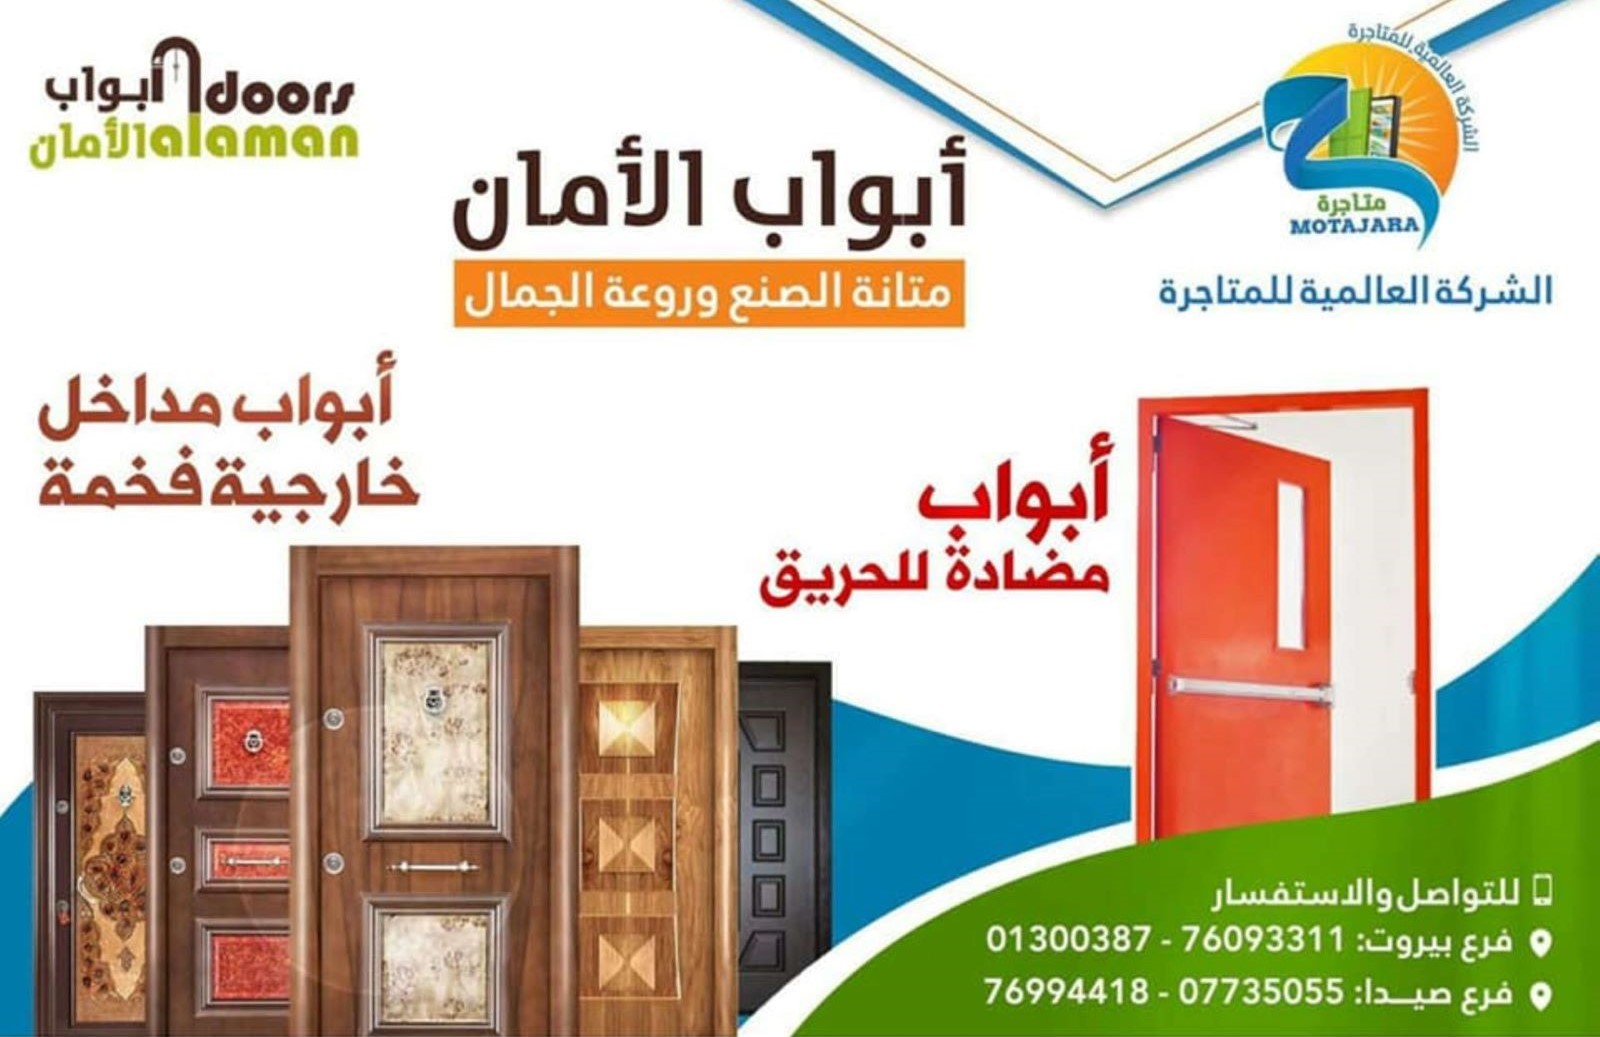 الشركة العالمية للمتاجرة
متاجرة
MOTAJARA
الشركة العالمية للمتاجرة
أبواب doors
الأمان alaman
أبواب الأمان
متانة الصنع وروعة الجمال
أبواب مداخل
خارجية فخمة
أبواب
مضادة للحريق
للتواصل والاستفسار
فرع بيروت: 76093311 - 01300387
فرع صيدا: 07735055 - 76994418